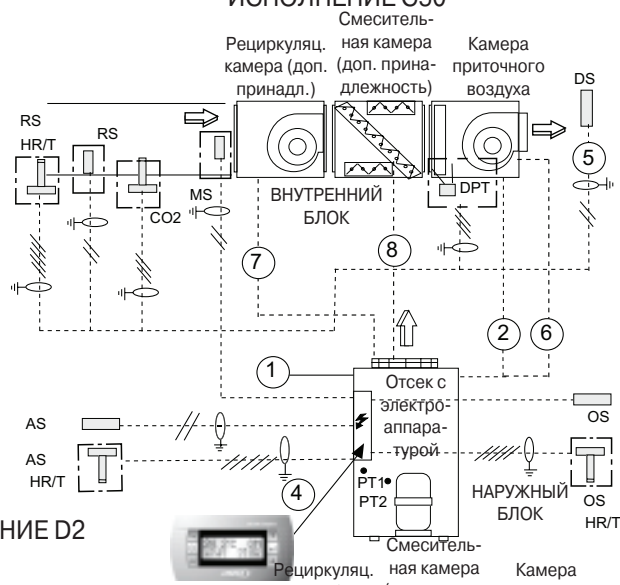 ИСПОЛНЕНИЕ C50
Рециркуляц.
камера (доп.
принадл.)
Смеситель-
ная камера
(доп. прина-
длежность)
Камера
приточного
воздуха
DS
RS
HR/T
RS
CO2
MS
ВНУТРЕННИЙ
БЛОК
DPT
5
7
8
2
6
1
Отсек с
электро-
аппара-
турой
AS
OS
AS
HR/T
4
PT1
PT2
НАРУЖНЫЙ
БЛОК
OS
HR/T
НИЕ D2
Рециркуляц.
Смеситель-
ная камера
Камера